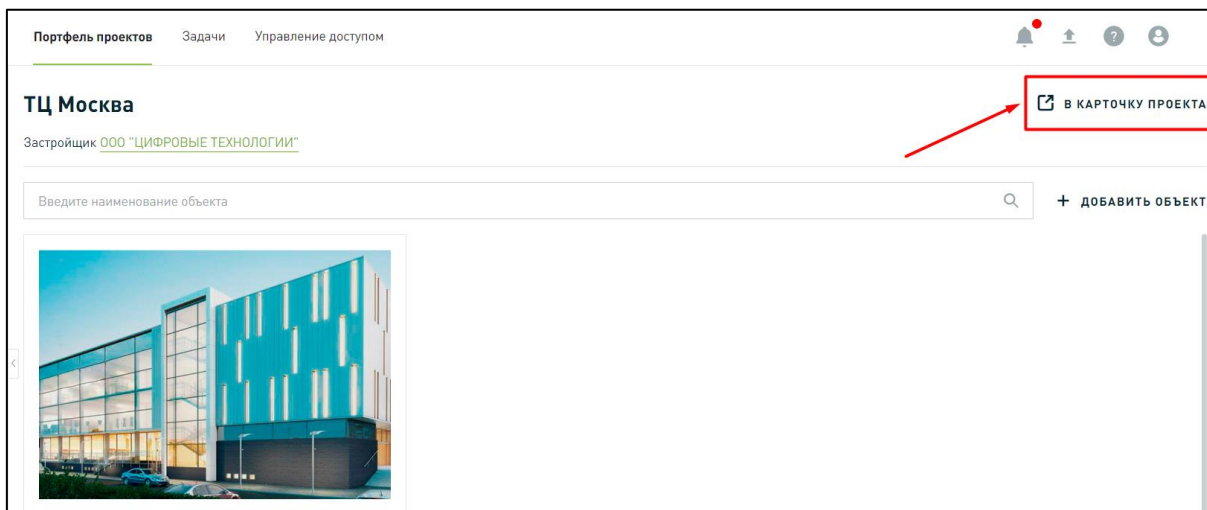 Портфель проектов Задачи Управление доступом
ТЦ Москва
В КАРТОЧКУ ПРОЕКТА
Застройщик ООО "ЦИФРОВЫЕ ТЕХНОЛОГИИ"
Введите наименование объекта
+ ДОБАВИТЬ ОБЪЕКТ